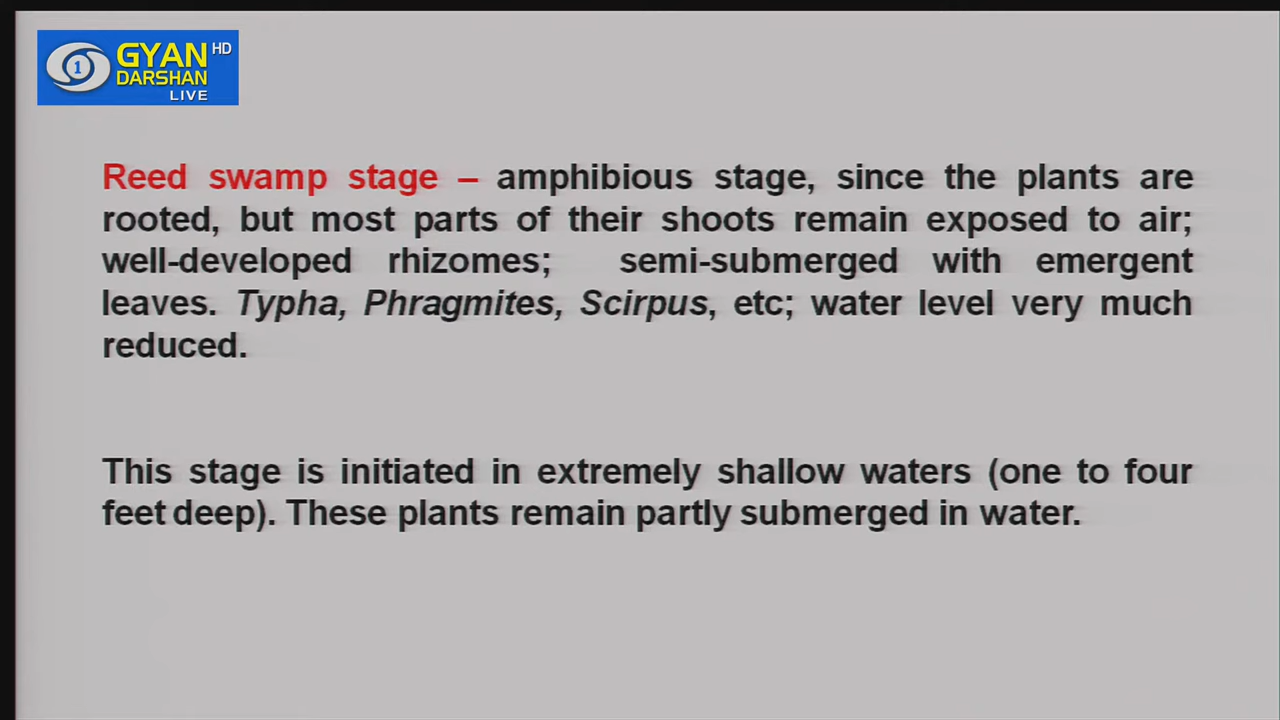 GYAN HD
DARSHAN
1
LIVE
Reed swamp stage – amphibious stage, since the plants are
rooted, but most parts of their shoots remain exposed to air;
well-developed rhizomes; semi-submerged with emergent
leaves. Typha, Phragmites, Scirpus, etc; water level very much
reduced.
This stage is initiated in extremely shallow waters (one to four
feet deep). These plants remain partly submerged in water.